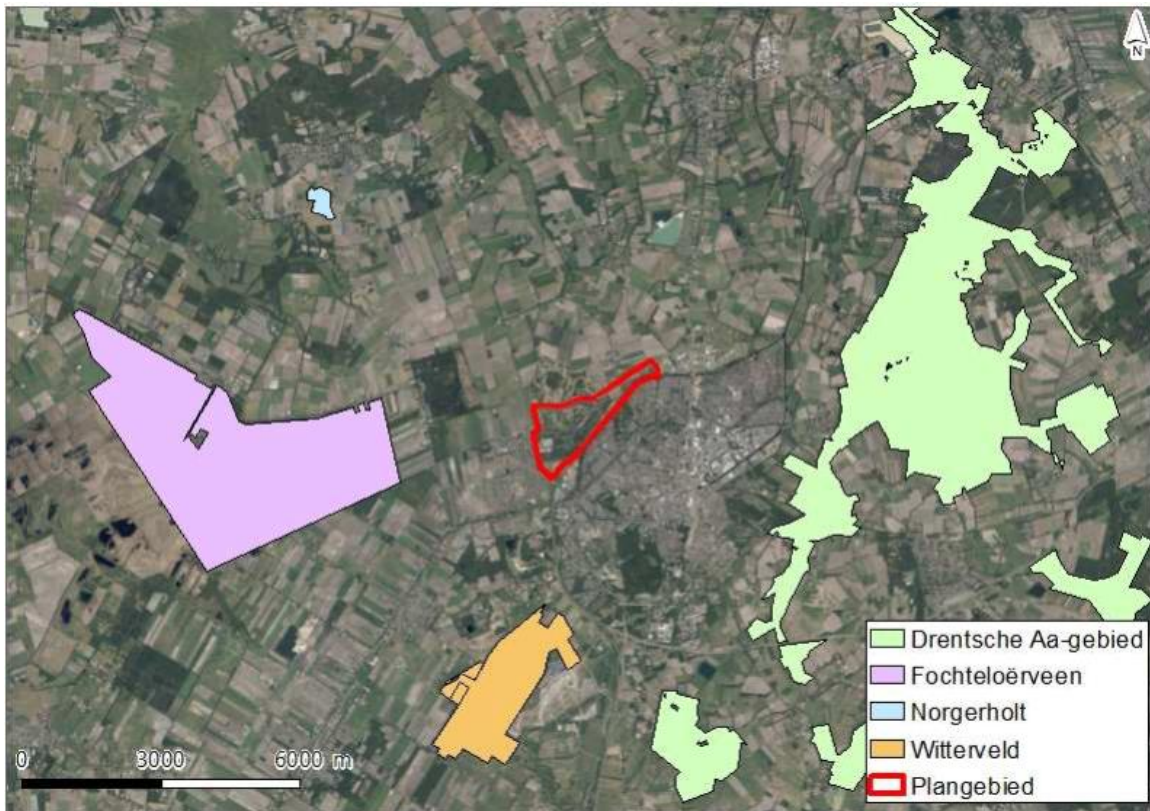 N
Drentsche Aa-gebied
Fochteloërveen
Norgerholt
Witterveld
Plangebied
0 3000 6000 m